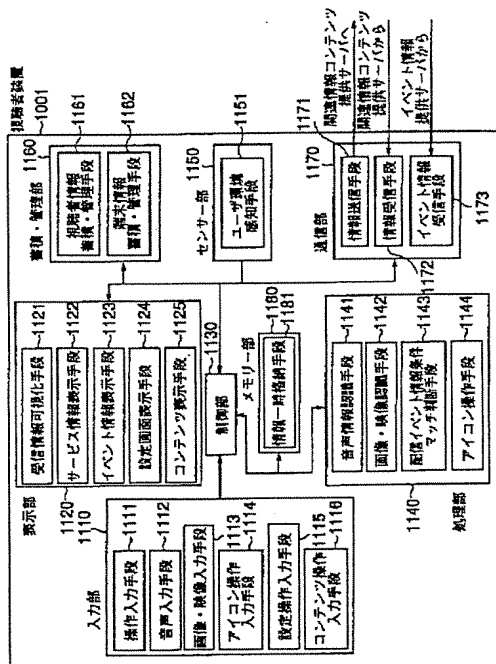 視聴者装置
1001
入力部
1110
操作入力手段
1111
音声入力手段
1112
画像・映像入力手段
1113
アイコン操作
入力手段
1114
設定操作入力手段
1115
コンテンツ操作
入力手段
1116
表示部
1120
受信情報可視化手段
1121
サービス情報表示手段
1122
イベント情報表示手段
1123
設定画面表示手段
1124
コンテンツ表示手段
1125
制御部
1130
メモリー部
1180
情報一時格納手段
1181
処理部
1140
音声情報認識手段
1141
画像・映像認識手段
1142
配信イベント情報条件
マッチ判断手段
1143
アイコン操作手段
1144
蓄積・管理部
1160
視聴者情報
蓄積・管理手段
1161
端末情報
蓄積・管理手段
1162
センサー部
1150
ユーザ環境
感知手段
1151
通信部
1170
情報送信手段
1171
情報受信手段
1172
イベント情報
受信手段
1173
関連情報コンテンツ
提供サーバへ
関連情報コンテンツ
提供サーバから
イベント情報
提供サーバから